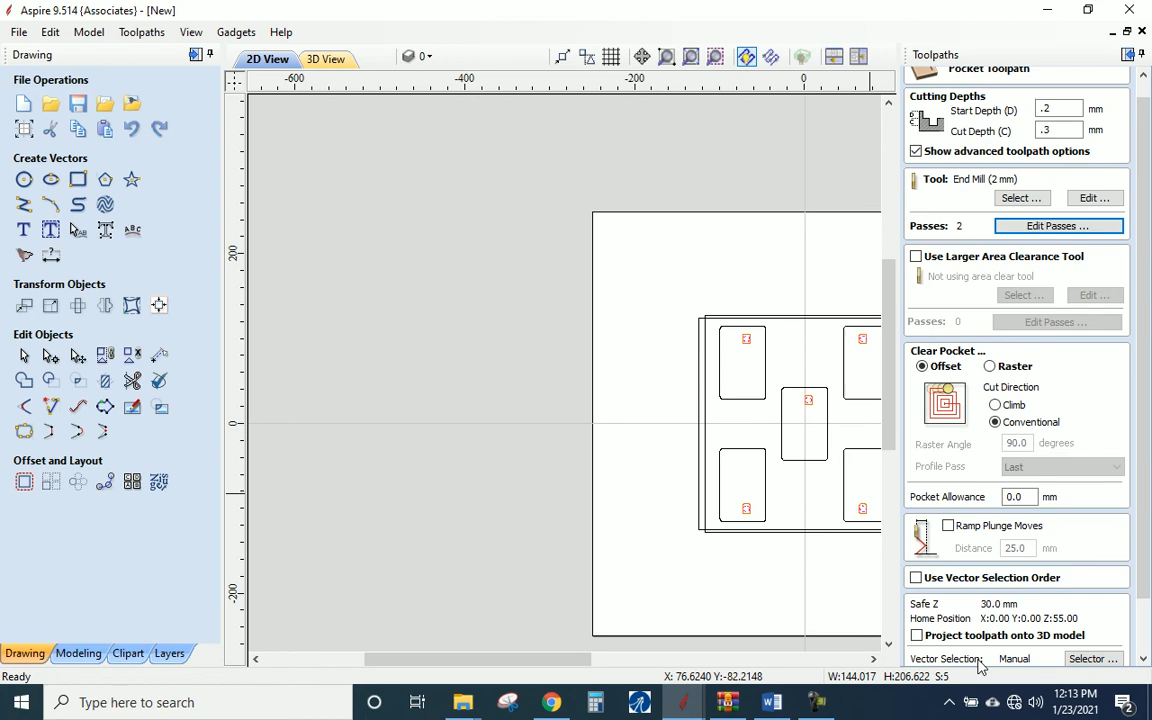 Aspire 9.514 {Associates} - [New]
File Edit Model Toolpaths View Gadgets Help
Drawing
2D View
3D View
0
Toolpaths
File Operations
Create Vectors
Transform Objects
Edit Objects
Offset and Layout
Drawing Modeling Clipart Layers
-600 -400 -200 0
200
0
-200
Pocket Toolpath
Cutting Depths
Start Depth (D) .2 mm
Cut Depth (C) .3 mm
Show advanced toolpath options
Tool: End Mill (2 mm)
Select ... Edit ...
Passes: 2 Edit Passes ...
Use Larger Area Clearance Tool
Not using area clear tool
Select ... Edit ...
Passes: 0 Edit Passes ...
Clear Pocket ...
Offset Raster
Cut Direction
Climb
Conventional
Raster Angle 90.0 degrees
Profile Pass Last
Pocket Allowance 0.0 mm
Ramp Plunge Moves
Distance 25.0 mm
Use Vector Selection Order
Safe Z 30.0 mm
Home Position X:0.00 Y:0.00 Z:55.00
Project toolpath onto 3D model
Vector Selection: Manual Selector ...
Ready
X: 76.6240 Y:-82.2148
W:144.017 H:206.622 S:5
Type here to search
12:13 PM
1/23/2021
2